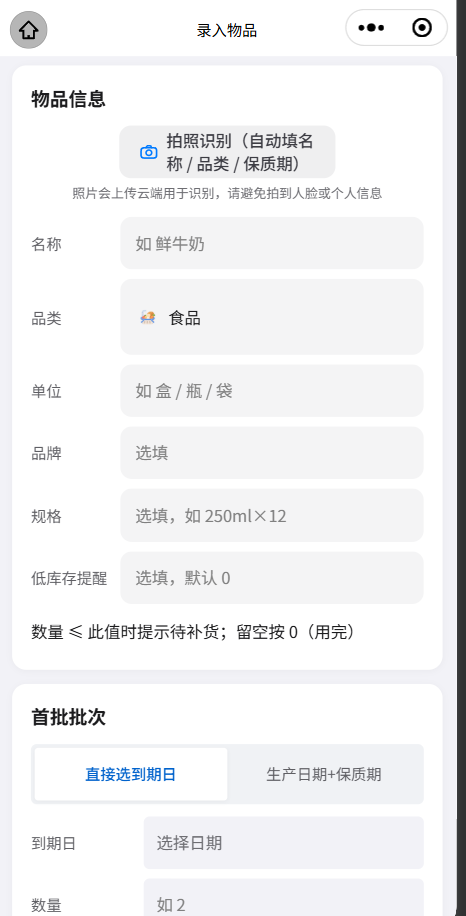 录入物品
物品信息
拍照识别（自动填名
称 / 品类 / 保质期）
照片会上传云端用于识别，请避免拍到人脸或个人信息
名称
如 鲜牛奶
品类
食品
单位
如 盒 / 瓶 / 袋
品牌
选填
规格
选填，如 250ml×12
低库存提醒
选填，默认 0
数量 ≤ 此值时提示待补货；留空按 0（用完）
首批批次
直接选到期日
生产日期+保质期
到期日
选择日期
数量
如 2